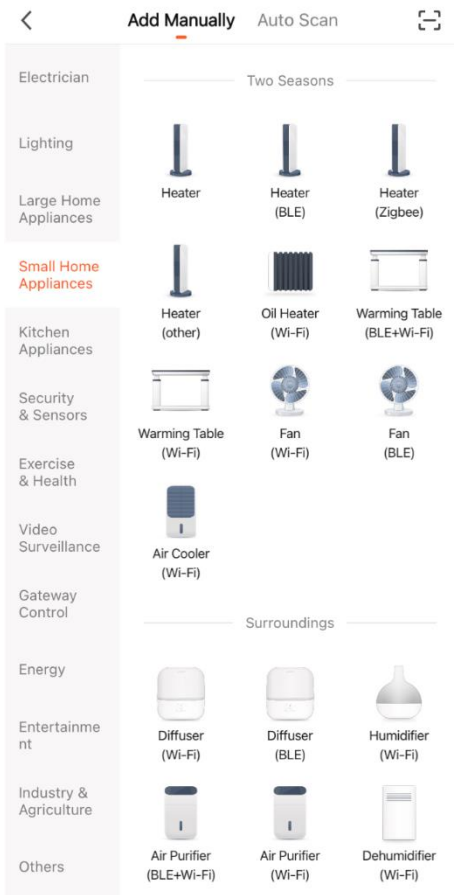 Add Manually Auto Scan
Electrician
Lighting
Large Home
Appliances
Small Home
Appliances
Kitchen
Appliances
Security
& Sensors
Exercise
& Health
Video
Surveillance
Gateway
Control
Energy
Entertainme
nt
Industry &
Agriculture
Others
Two Seasons
Heater
Heater
(BLE)
Heater
(Zigbee)
Heater
(other)
Oil Heater
(Wi-Fi)
Warming Table
(BLE+Wi-Fi)
Warming Table
(Wi-Fi)
Fan
(Wi-Fi)
Fan
(BLE)
Air Cooler
(Wi-Fi)
Surroundings
Diffuser
(Wi-Fi)
Diffuser
(BLE)
Humidifier
(Wi-Fi)
Air Purifier
(BLE+Wi-Fi)
Air Purifier
(Wi-Fi)
Dehumidifier
(Wi-Fi)